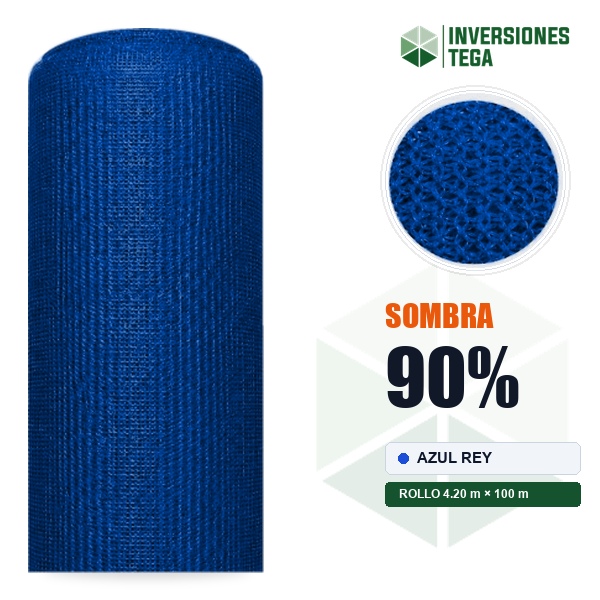 INVERSIONES
TEGA
SOMBRA
90%
AZUL REY
ROLLO 4.20 m × 100 m